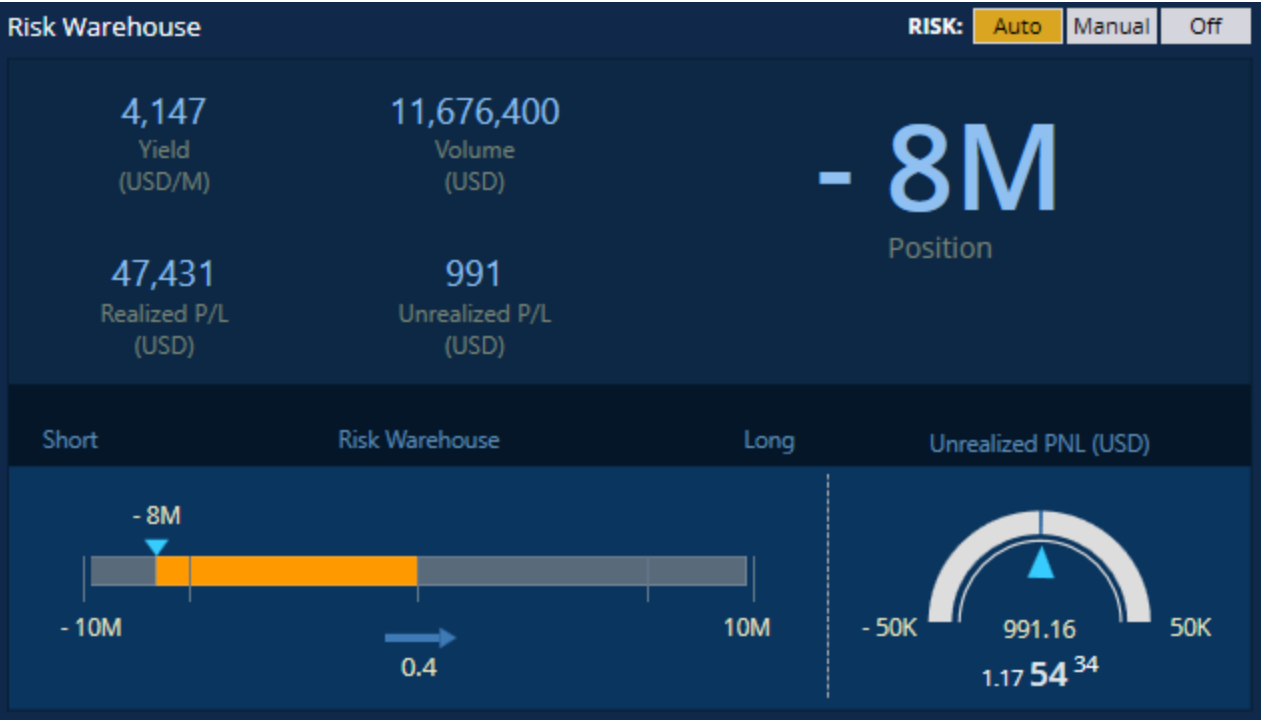 Risk Warehouse
RISK: Auto Manual Off
4,147
Yield
(USD/M)
11,676,400
Volume
(USD)
- 8M
Position
47,431
Realized P/L
(USD)
991
Unrealized P/L
(USD)
Short Risk Warehouse Long Unrealized PNL (USD)
- 8M
- 10M 10M
0.4
- 50K 991.16 50K
1.17 54 34